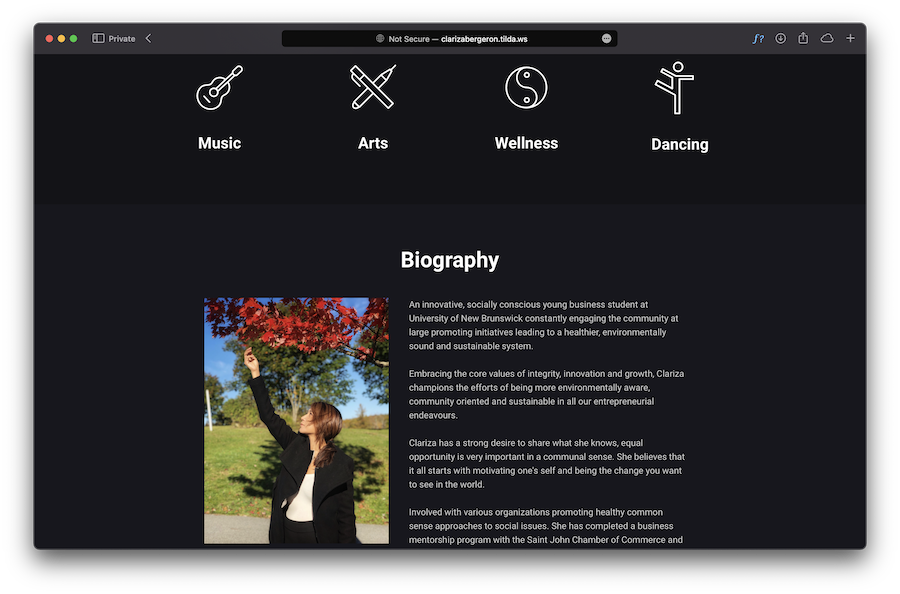 Private
Not Secure — clarizabergeron.tilda.ws
f?
Music
Arts
Wellness
Dancing
Biography
An innovative, socially conscious young business student at
University of New Brunswick constantly engaging the community at
large promoting initiatives leading to a healthier, environmentally
sound and sustainable system.
Embracing the core values of integrity, innovation and growth, Clariza
champions the efforts of being more environmentally aware,
community oriented and sustainable in all our entrepreneurial
endeavours.
Clariza has a strong desire to share what she knows, equal
opportunity is very important in a communal sense. She believes that
it all starts with motivating one's self and being the change you want
to see in the world.
Involved with various organizations promoting healthy common
sense approaches to social issues. She has completed a business
mentorship program with the Saint John Chamber of Commerce and